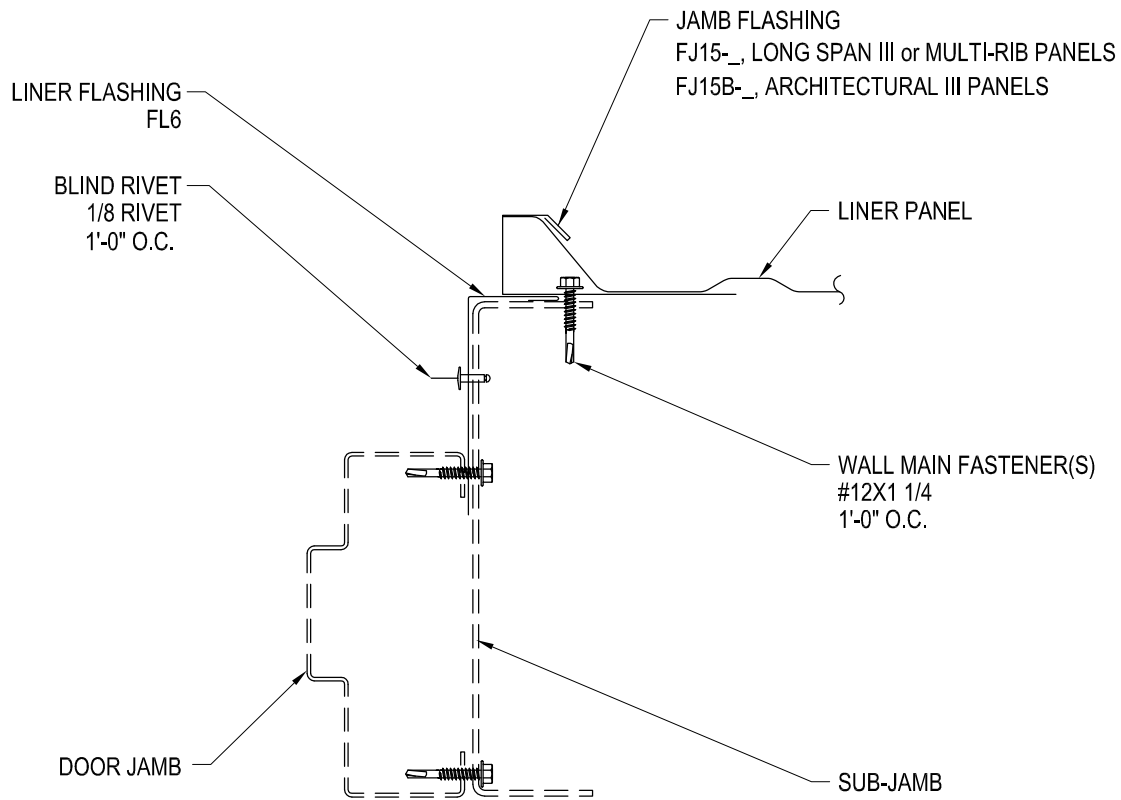 JAMB FLASHING
FJ15-_, LONG SPAN III or MULTI-RIB PANELS
FJ15B-_, ARCHITECTURAL III PANELS
LINER FLASHING
FL6
BLIND RIVET
1/8 RIVET
1'-0" O.C.
LINER PANEL
WALL MAIN FASTENER(S)
#12X1 1/4
1'-0" O.C.
DOOR JAMB
SUB-JAMB